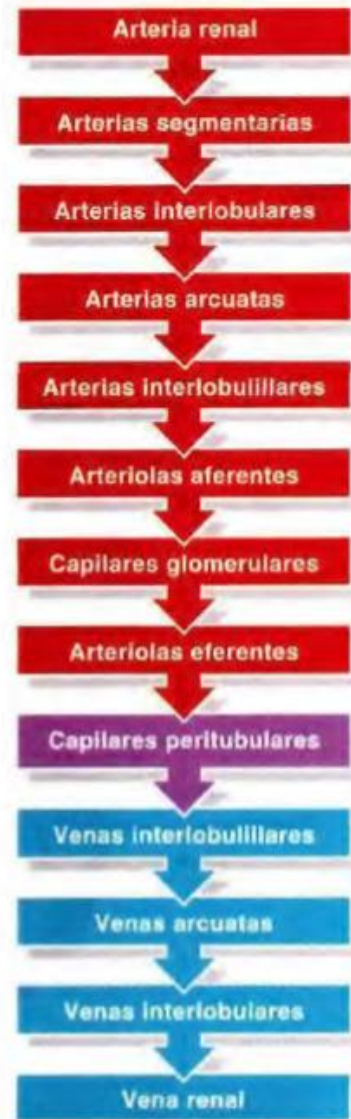 Arteria renal
Arterias segmentarias
Arterias interlobulares
Arterias arcuatas
Arterias interlobulillares
Arteriolas aferentes
Capilares glomerulares
Arteriolas eferentes
Capilares peritubulares
Venas interlobulillares
Venas arcuatas
Venas interlobulares
Vena renal